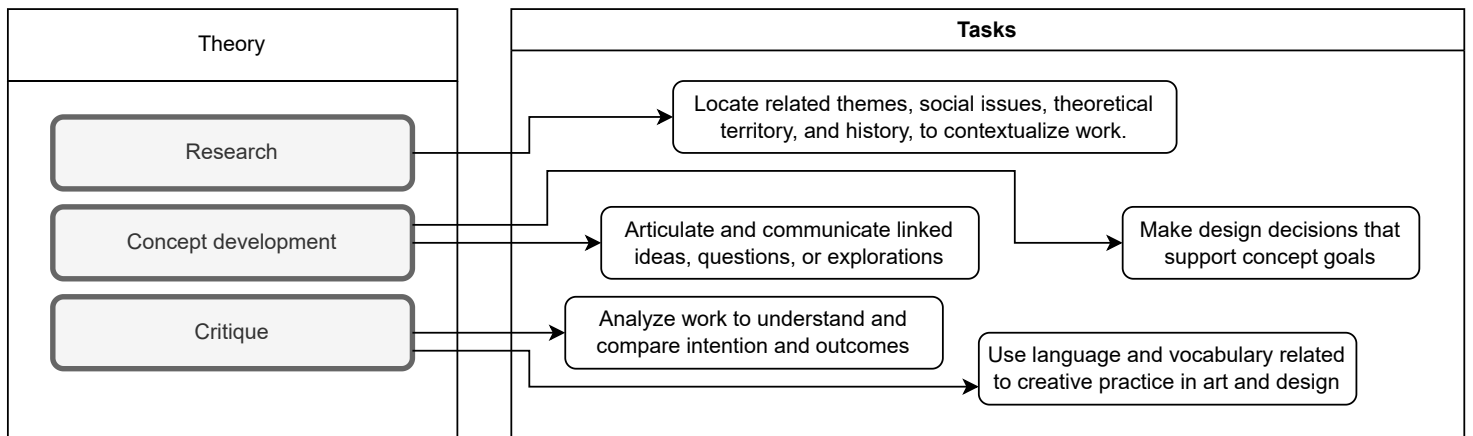 Theory
Tasks
Research
Locate related themes, social issues, theoretical
territory, and history, to contextualize work.
Concept development
Articulate and communicate linked
ideas, questions, or explorations
Make design decisions that
support concept goals
Critique
Analyze work to understand and
compare intention and outcomes
Use language and vocabulary related
to creative practice in art and design